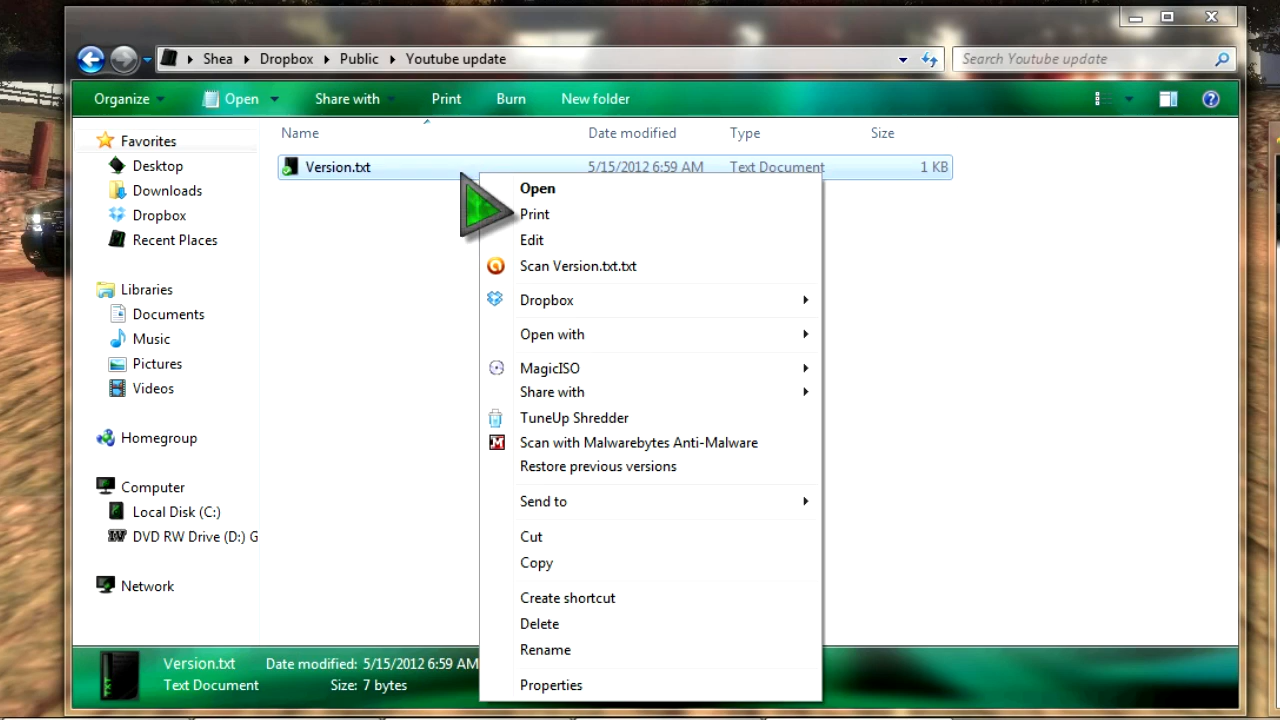 Shea Dropbox Public Youtube update
Search Youtube update
Organize Open Share with Print Burn New folder
Name Date modified Type Size
Version.txt 5/15/2012 6:59 AM Text Document 1 KB
Favorites
Desktop
Downloads
Dropbox
Recent Places
Libraries
Documents
Music
Pictures
Videos
Homegroup
Computer
Local Disk (C:)
DVD RW Drive (D:) G
Network
Open
Print
Edit
Scan Version.txt.txt
Dropbox
Open with
MagicISO
Share with
TuneUp Shredder
Scan with Malwarebytes Anti-Malware
Restore previous versions
Send to
Cut
Copy
Create shortcut
Delete
Rename
Properties
TXT
Version.txt Date modified: 5/15/2012 6:59 AM
Text Document Size: 7 bytes